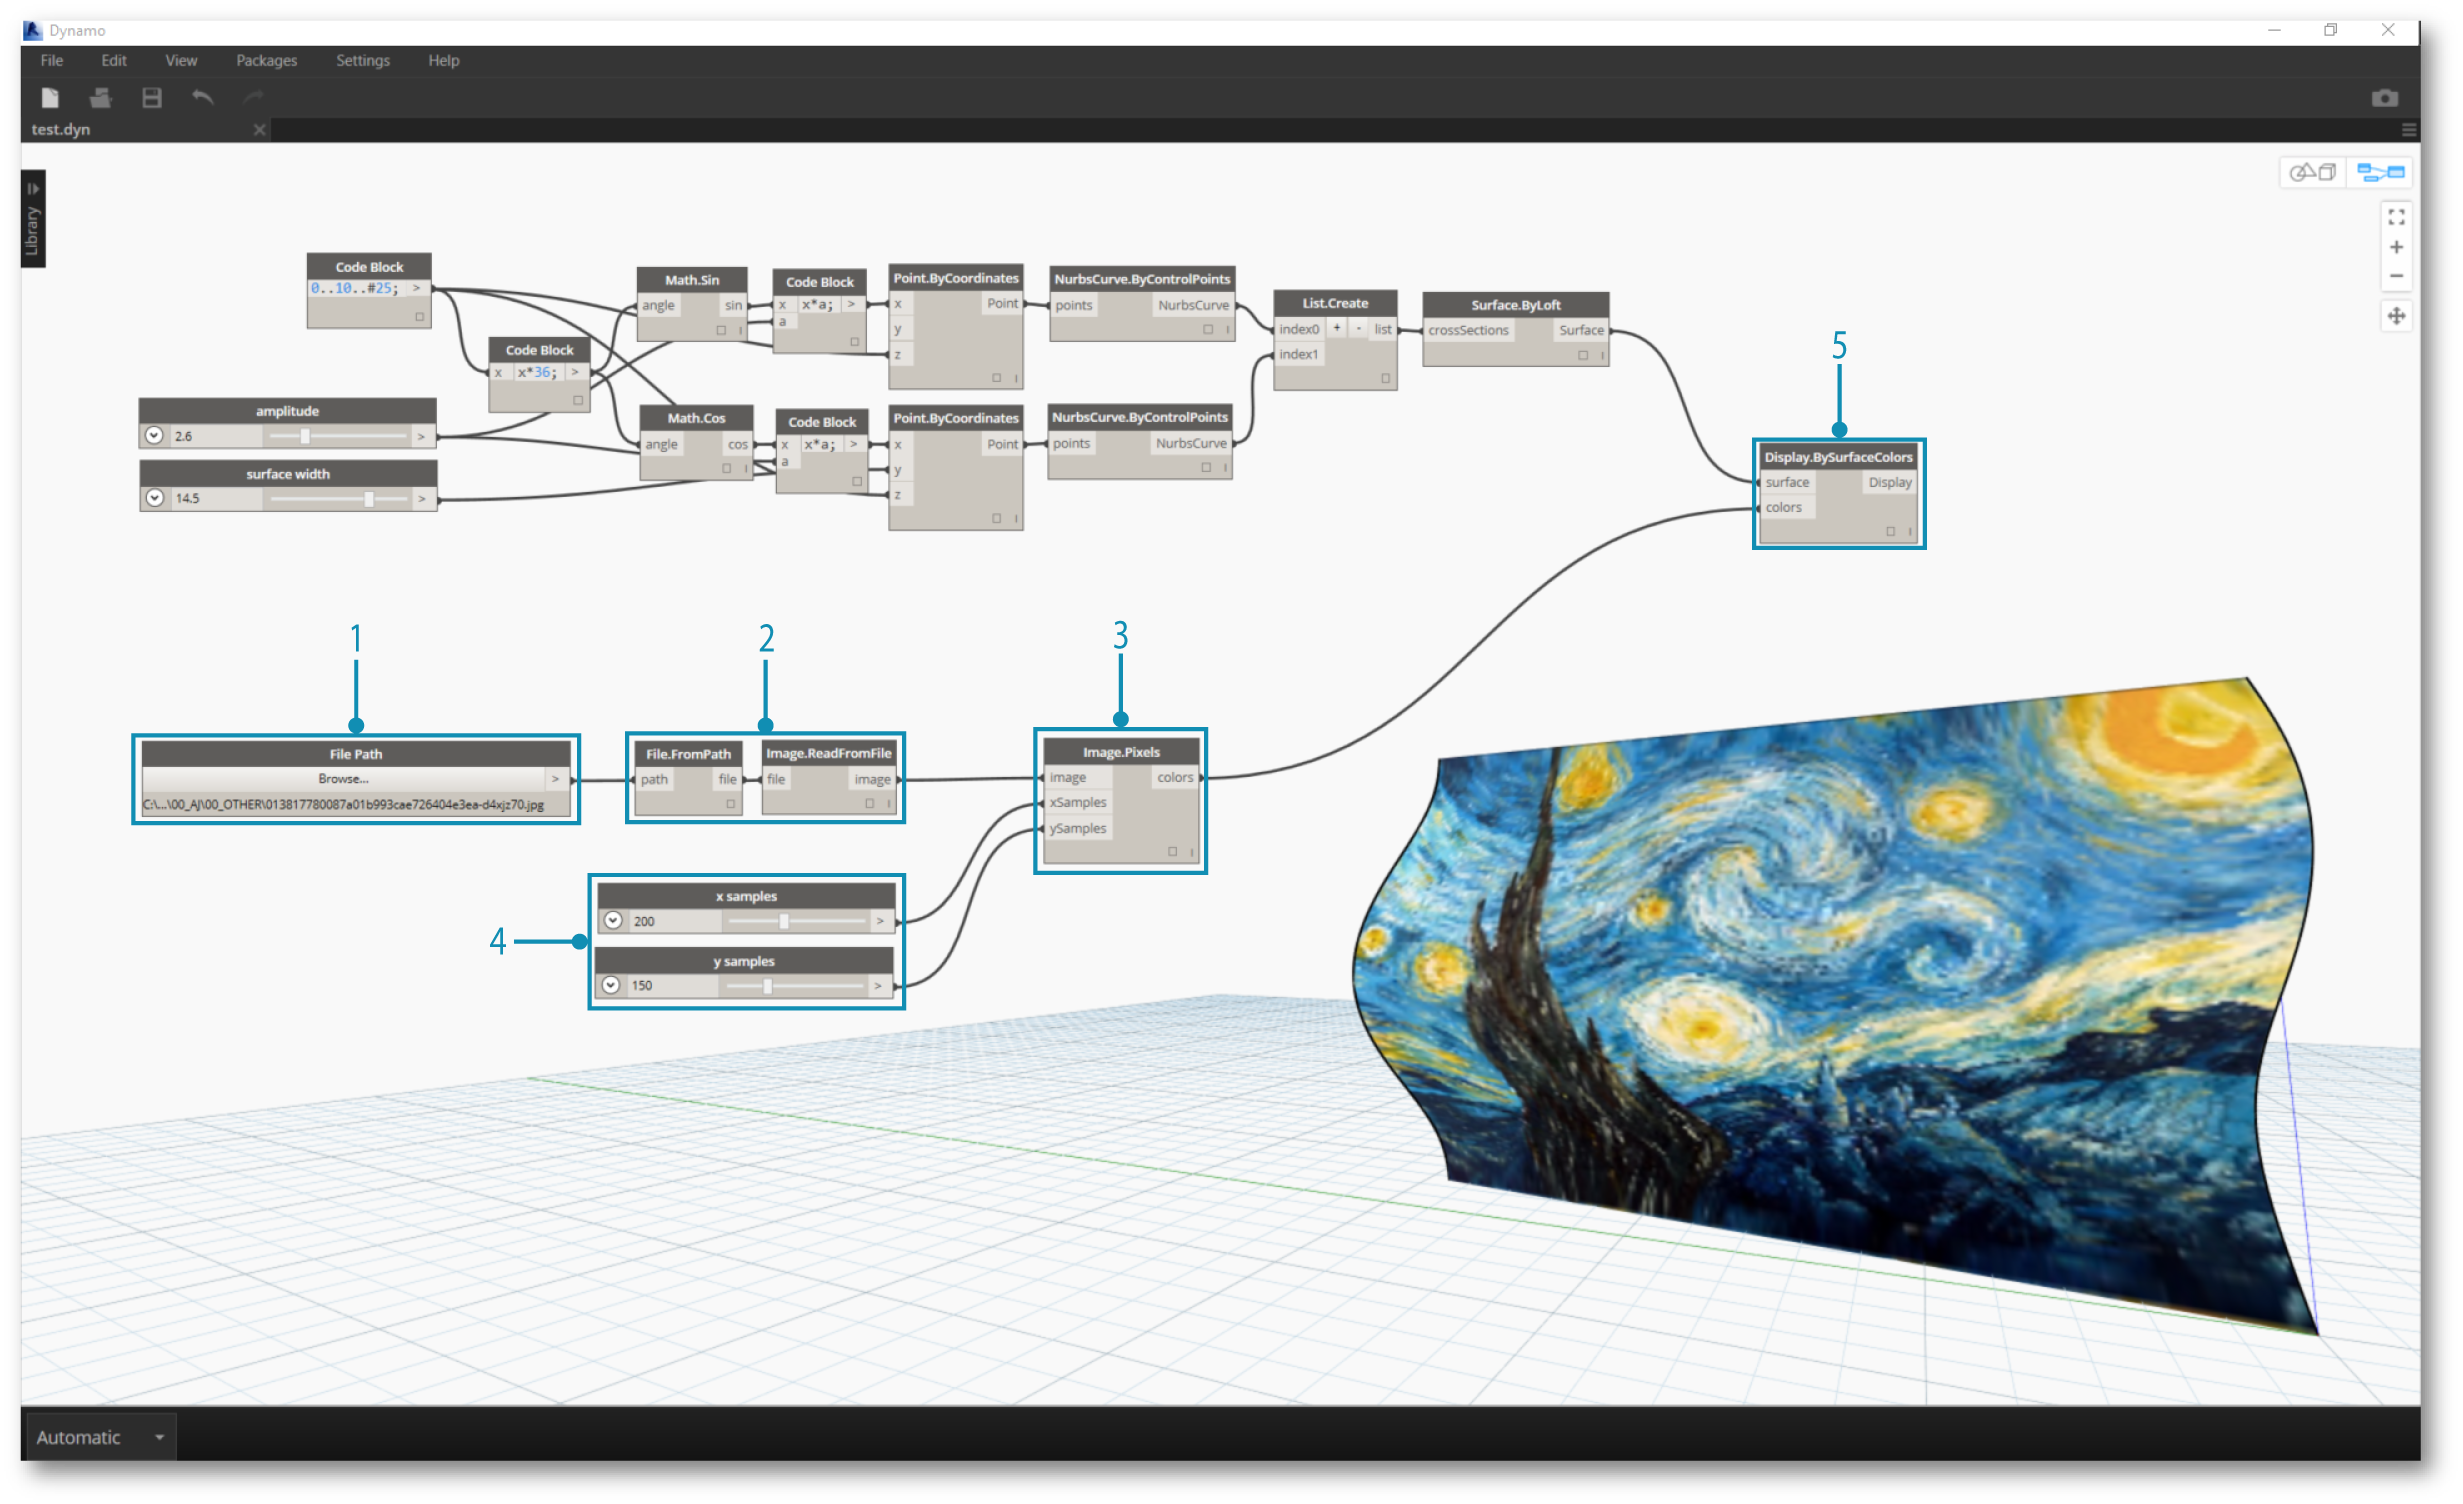 Dynamo
File Edit View Packages Settings Help
test.dyn
Library
Code Block
0..10..#25; >
Code Block
x x*36; >
amplitude
2.6 >
surface width
14.5 >
Math.Sin
angle sin
Code Block
x x*a; >
a
Point.ByCoordinates
x Point
y
z
NurbsCurve.ByControlPoints
points NurbsCurve
Math.Cos
angle cos
Code Block
x x*a; >
a
Point.ByCoordinates
x Point
y
z
NurbsCurve.ByControlPoints
points NurbsCurve
List.Create
index0 + - list
index1
Surface.ByLoft
crossSections Surface
5
Display.BySurfaceColors
surface Display
colors
1
File Path
Browse... >
C:\...\00_AJ\00_OTHER\013817780087a01b993cae726404e3ea-d4xjz70.jpg
2
File.FromPath
path file
Image.ReadFromFile
file image
3
Image.Pixels
image colors
xSamples
ySamples
4
x samples
200 >
y samples
150 >
Automatic